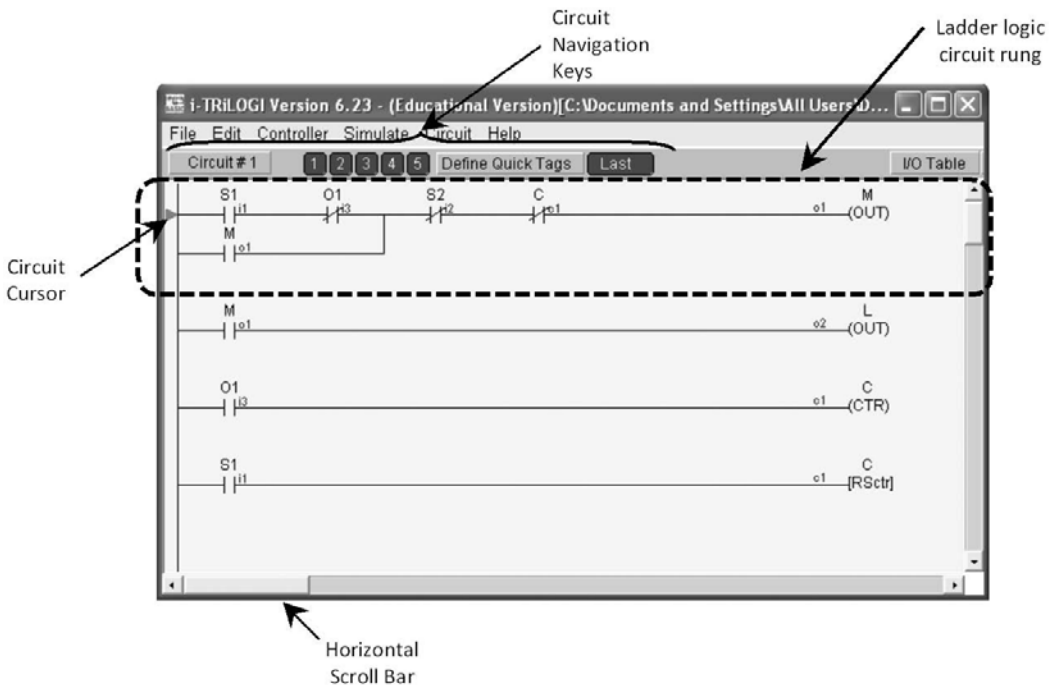 Circuit
Navigation
Keys
Ladder logic
circuit rung
i-TRiLOGI Version 6.23 - (Educational Version)[C:\Documents and Settings\All Users\D...
File Edit Controller Simulate Circuit Help
Circuit # 1 1 2 3 4 5 Define Quick Tags Last I/O Table
S1 O1 S2 C M
i1 i3 i2 o1 o1 (OUT)
M
o1
Circuit
Cursor
M L
o1 o2 (OUT)
O1 C
i3 c1 (CTR)
S1 C
i1 c1 [RSctr]
Horizontal
Scroll Bar